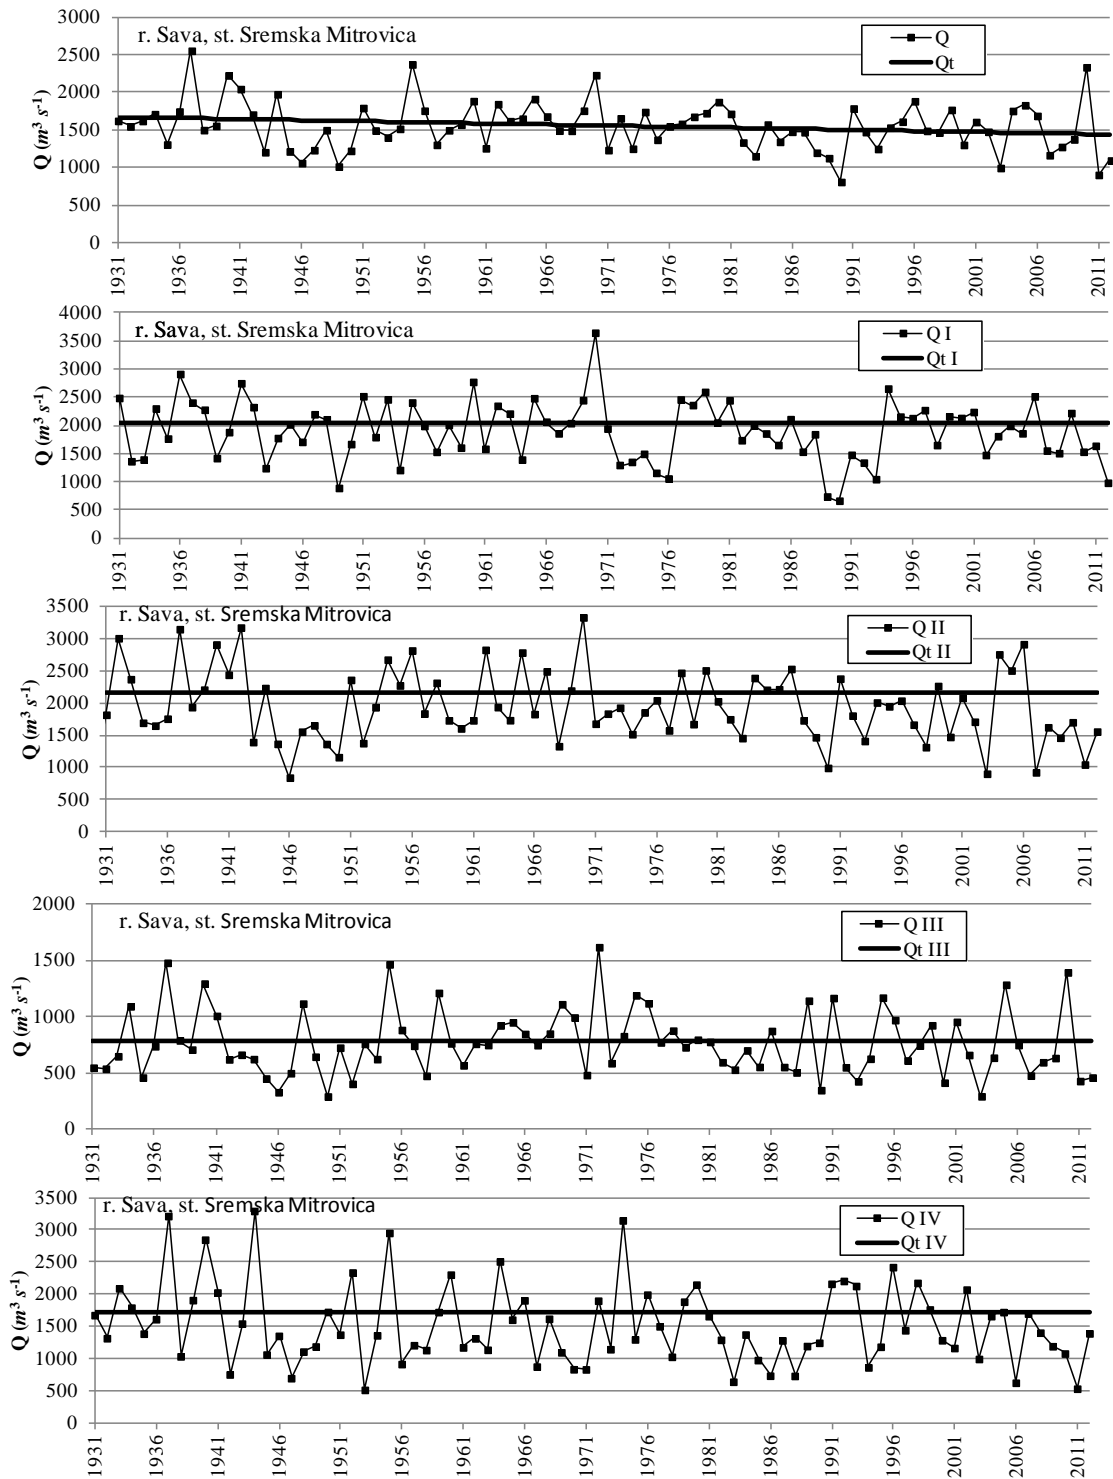 r. Sava, st. Sremska Mitrovica
Q
Qt
Q (m³ s⁻¹)
3000
2500
2000
1500
1000
500
0
1931 1936 1941 1946 1951 1956 1961 1966 1971 1976 1981 1986 1991 1996 2001 2006 2011
r. Sava, st. Sremska Mitrovica
Q I
Qt I
Q (m³ s⁻¹)
4000
3500
3000
2500
2000
1500
1000
500
0
1931 1936 1941 1946 1951 1956 1961 1966 1971 1976 1981 1986 1991 1996 2001 2006 2011
r. Sava, st. Sremska Mitrovica
Q II
Qt II
Q (m³ s⁻¹)
3500
3000
2500
2000
1500
1000
500
0
1931 1936 1941 1946 1951 1956 1961 1966 1971 1976 1981 1986 1991 1996 2001 2006 2011
r. Sava, st. Sremska Mitrovica
Q III
Qt III
Q (m³ s⁻¹)
2000
1500
1000
500
0
1931 1936 1941 1946 1951 1956 1961 1966 1971 1976 1981 1986 1991 1996 2001 2006 2011
r. Sava, st. Sremska Mitrovica
Q IV
Qt IV
Q (m³ s⁻¹)
3500
3000
2500
2000
1500
1000
500
0
1931 1936 1941 1946 1951 1956 1961 1966 1971 1976 1981 1986 1991 1996 2001 2006 2011